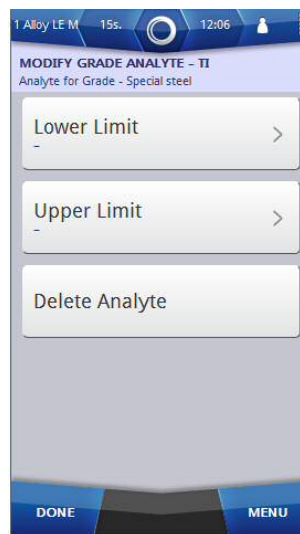 1 Alloy LE M 15s. 12:06
MODIFY GRADE ANALYTE – TI
Analyte for Grade - Special steel
Lower Limit
–
Upper Limit
–
Delete Analyte
DONE MENU